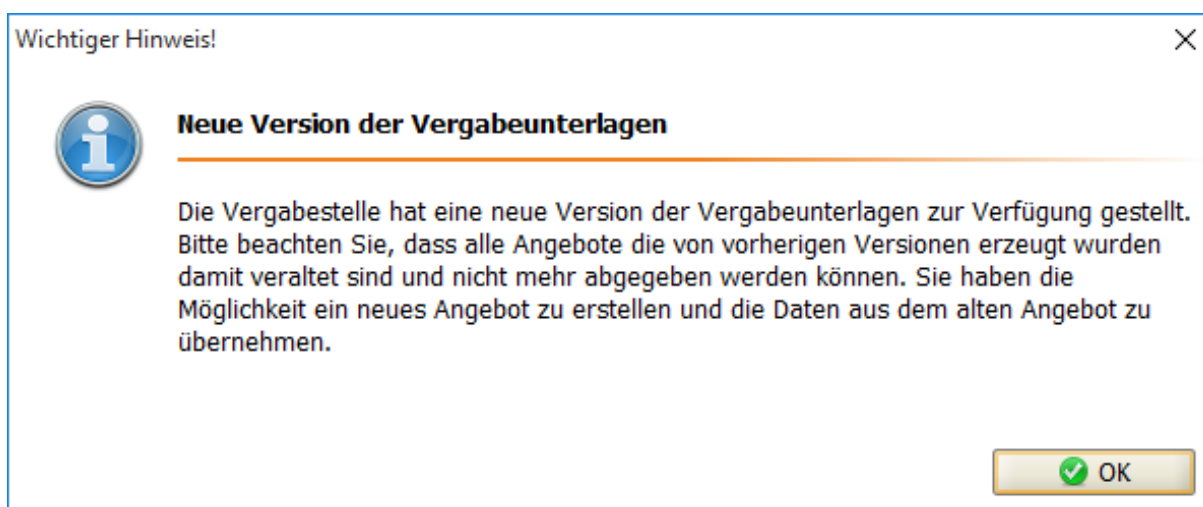 Wichtiger Hinweis!
Neue Version der Vergabeunterlagen
Die Vergabestelle hat eine neue Version der Vergabeunterlagen zur Verfügung gestellt.
Bitte beachten Sie, dass alle Angebote die von vorherigen Versionen erzeugt wurden
damit veraltet sind und nicht mehr abgegeben werden können. Sie haben die
Möglichkeit ein neues Angebot zu erstellen und die Daten aus dem alten Angebot zu
übernehmen.
OK